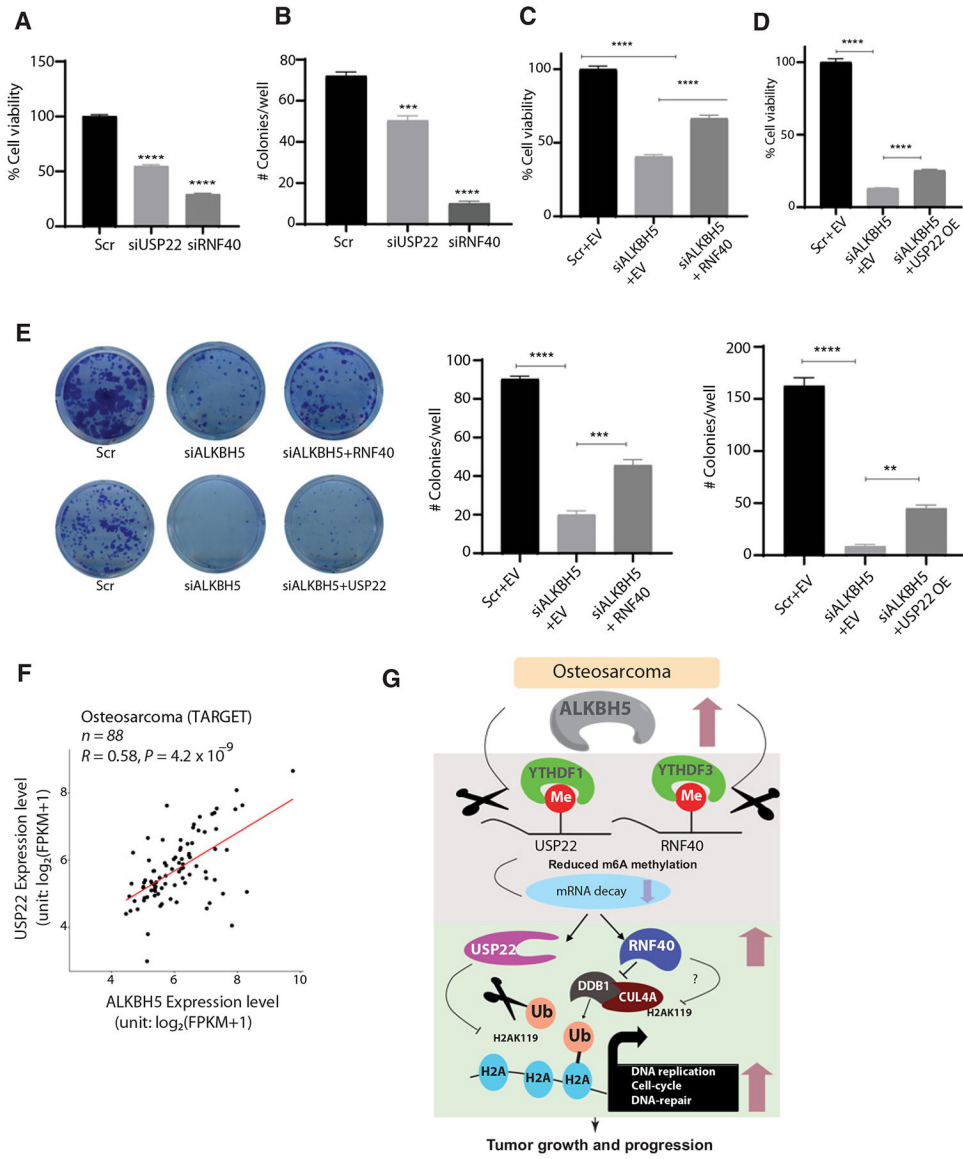 A
% Cell viability
150
100
50
0
****
****
Scr
siUSP22
siRNF40
B
# Colonies/well
80
60
40
20
0
***
****
Scr
siUSP22
siRNF40
C
% Cell viability
100
50
0
****
****
Scr+EV
siALKBH5
+EV
siALKBH5
+ RNF40
D
% Cell viability
100
50
0
****
****
Scr+EV
siALKBH5
+EV
siALKBH5
+USP22 OE
E
Scr
siALKBH5
siALKBH5+RNF40
Scr
siALKBH5
siALKBH5+USP22
# Colonies/well
100
80
60
40
20
0
****
***
Scr+EV
siALKBH5
+EV
siALKBH5
+ RNF40
# Colonies/well
200
150
100
50
0
****
**
Scr+EV
siALKBH5
+EV
siALKBH5
+USP22 OE
F
Osteosarcoma (TARGET)
n = 88
R = 0.58, P = 4.2 x 10⁻⁹
USP22 Expression level
(unit: log₂(FPKM+1)
8
6
4
4
6
8
10
ALKBH5 Expression level
(unit: log₂(FPKM+1)
G
Osteosarcoma
ALKBH5
YTHDF1
YTHDF3
Me
Me
USP22
RNF40
Reduced m6A methylation
mRNA decay
USP22
RNF40
DDB1
CUL4A
?
H2AK119
Ub
H2AK119
Ub
H2A
H2A
H2A
DNA replication
Cell-cycle
DNA-repair
Tumor growth and progression